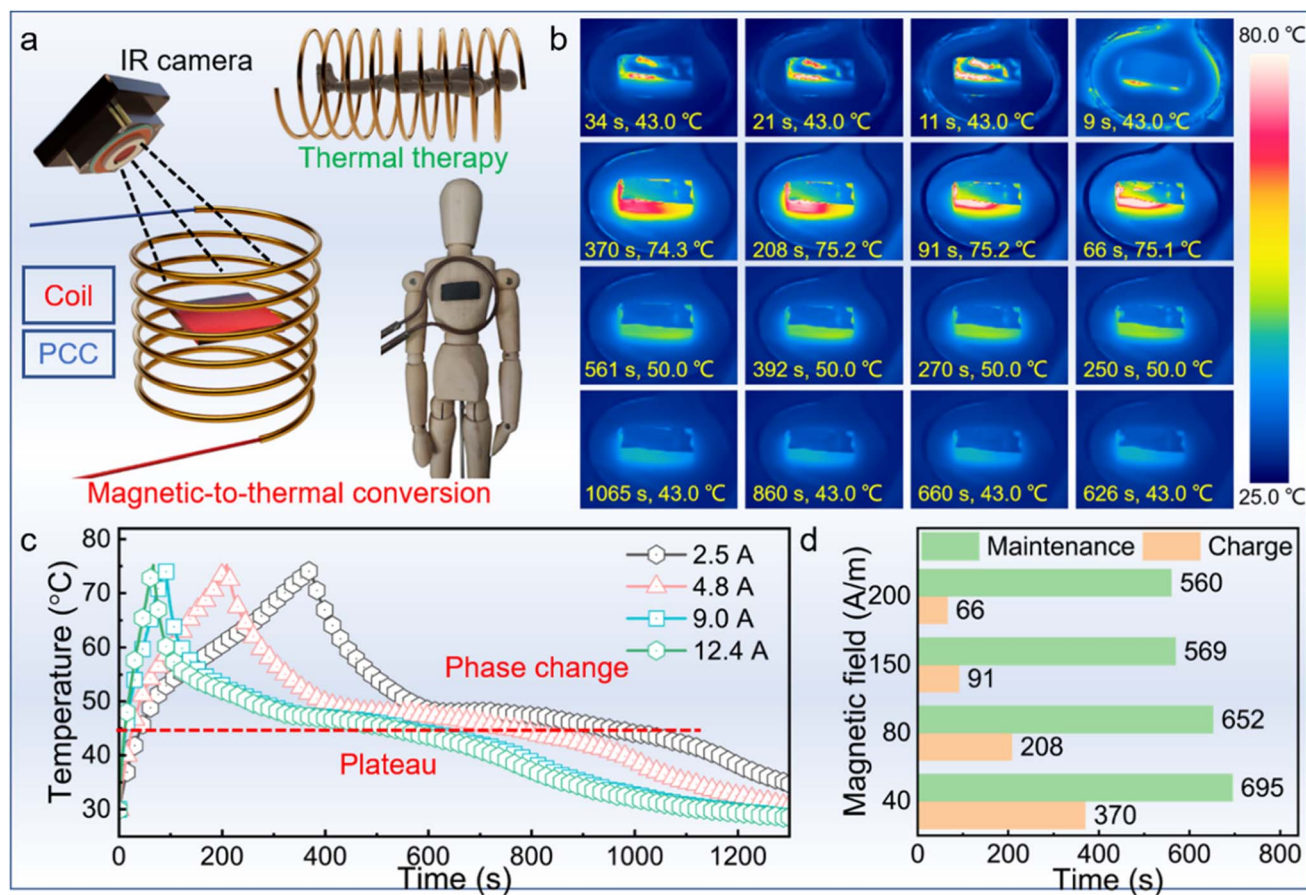 a
IR camera
Thermal therapy
Coil
PCC
Magnetic-to-thermal conversion
b
34 s, 43.0 ℃
21 s, 43.0 ℃
11 s, 43.0 ℃
9 s, 43.0 ℃
370 s, 74.3 ℃
208 s, 75.2 ℃
91 s, 75.2 ℃
66 s, 75.1 ℃
561 s, 50.0 ℃
392 s, 50.0 ℃
270 s, 50.0 ℃
250 s, 50.0 ℃
1065 s, 43.0 ℃
860 s, 43.0 ℃
660 s, 43.0 ℃
626 s, 43.0 ℃
80.0 ℃
25.0 ℃
c
Temperature (°C)
80
70
60
50
40
30
2.5 A
4.8 A
9.0 A
12.4 A
Phase change
Plateau
0
200
400
600
800
1000
1200
Time (s)
d
Magnetic field (A/m)
Maintenance
Charge
200
560
66
150
569
91
80
652
208
40
695
370
0
200
400
600
800
Time (s)